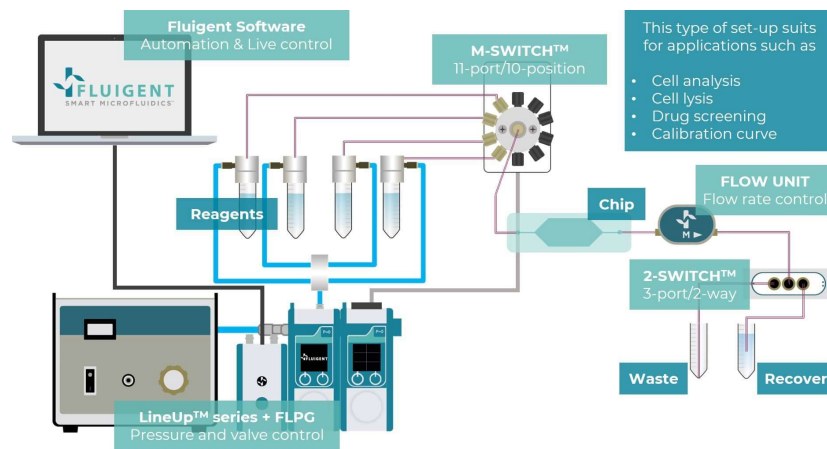 Fluigent Software
Automation & Live control
FLUIGENT
SMART MICROFLUIDICS
M-SWITCH™
11-port/10-position
This type of set-up suits
for applications such as
• Cell analysis
• Cell lysis
• Drug screening
• Calibration curve
Reagents
Chip
FLOW UNIT
Flow rate control
M
2-SWITCH™
3-port/2-way
FLUIGENT
Waste
Recover
LineUp™ series + FLPG
Pressure and valve control